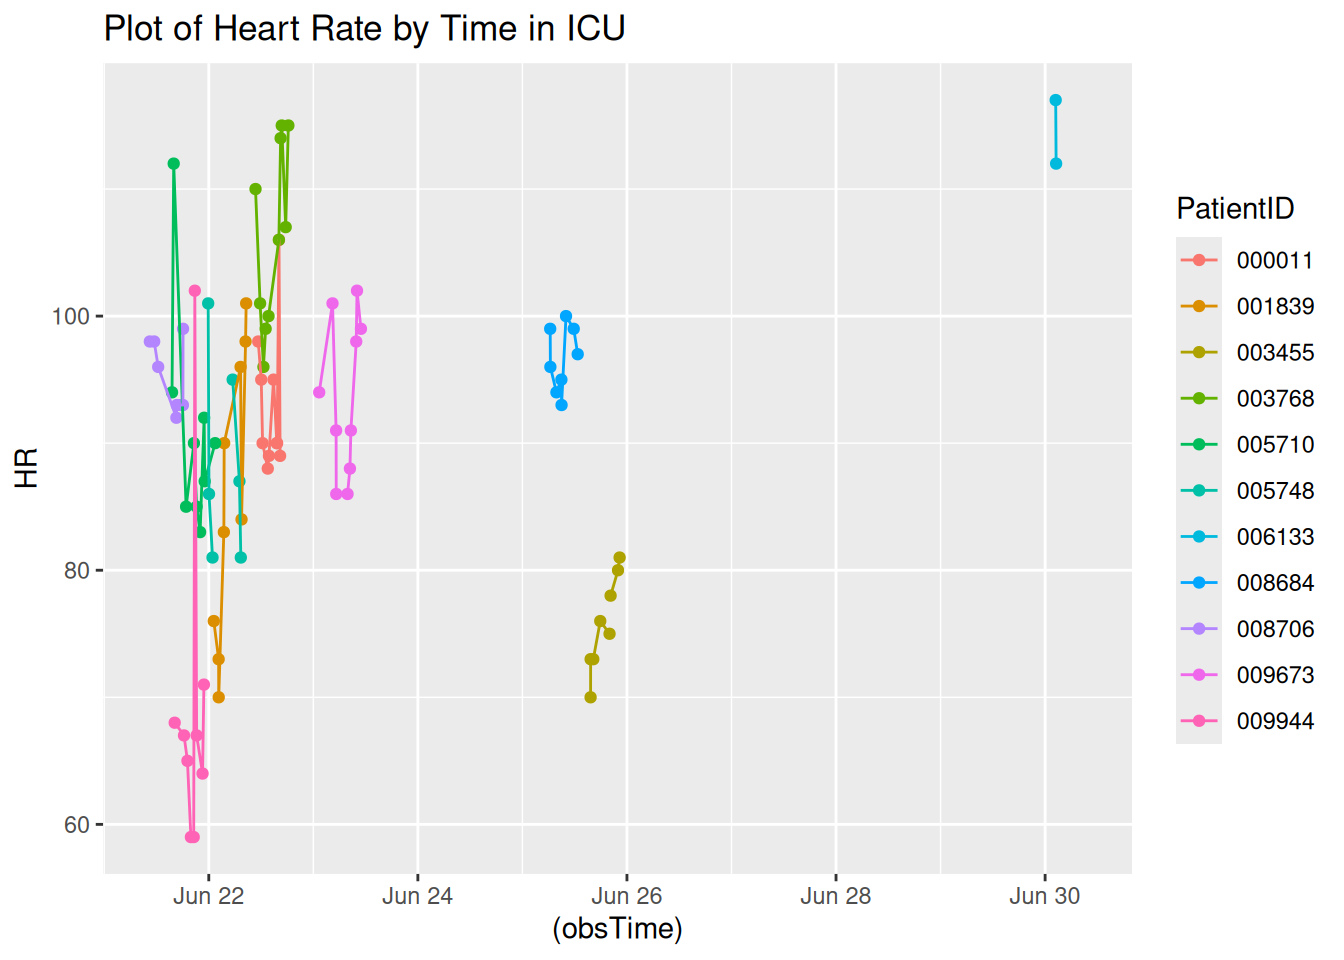 Plot of Heart Rate by Time in ICU
HR
100
80
60
Jun 22
Jun 24
Jun 26
Jun 28
Jun 30
(obsTime)
PatientID
000011
001839
003455
003768
005710
005748
006133
008684
008706
009673
009944